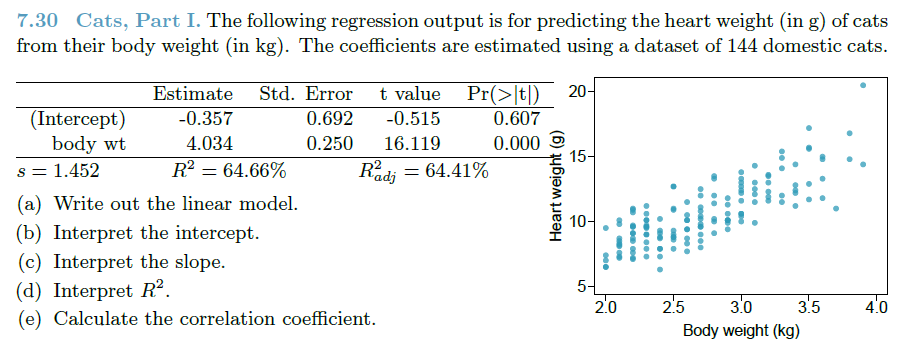 7.30 Cats, Part I. The following regression output is for predicting the heart weight (in g) of cats
from their body weight (in kg). The coefficients are estimated using a dataset of 144 domestic cats.
Estimate Std. Error t value Pr(>|t|)
(Intercept) -0.357 0.692 -0.515 0.607
body wt 4.034 0.250 16.119 0.000
s = 1.452 R² = 64.66% R²adj = 64.41%
(a) Write out the linear model.
(b) Interpret the intercept.
(c) Interpret the slope.
(d) Interpret R².
(e) Calculate the correlation coefficient.
Heart weight (g)
20
15
10
5
2.0 2.5 3.0 3.5 4.0
Body weight (kg)